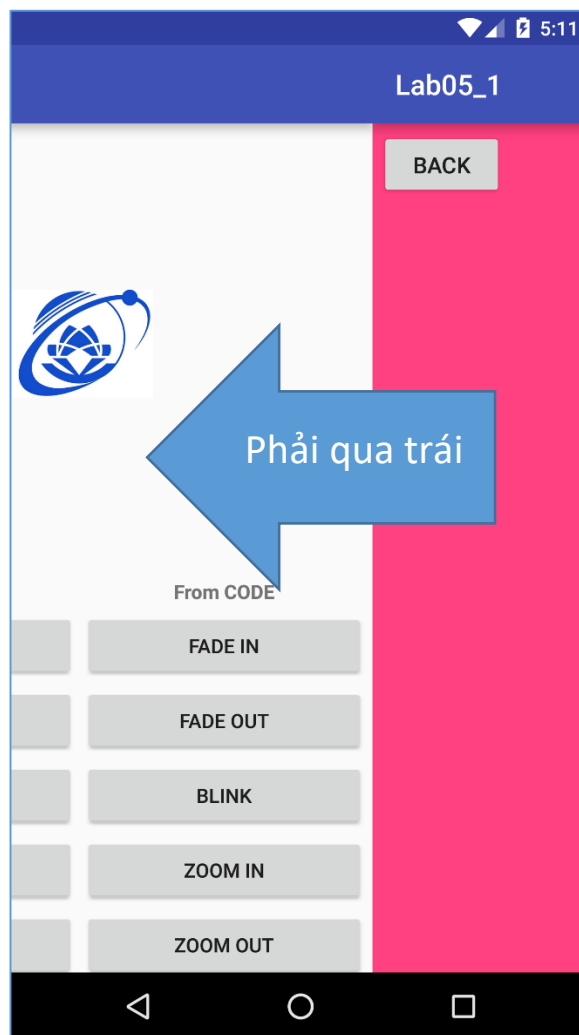 5:11
Lab05_1
BACK
Phải qua trái
From CODE
FADE IN
FADE OUT
BLINK
ZOOM IN
ZOOM OUT